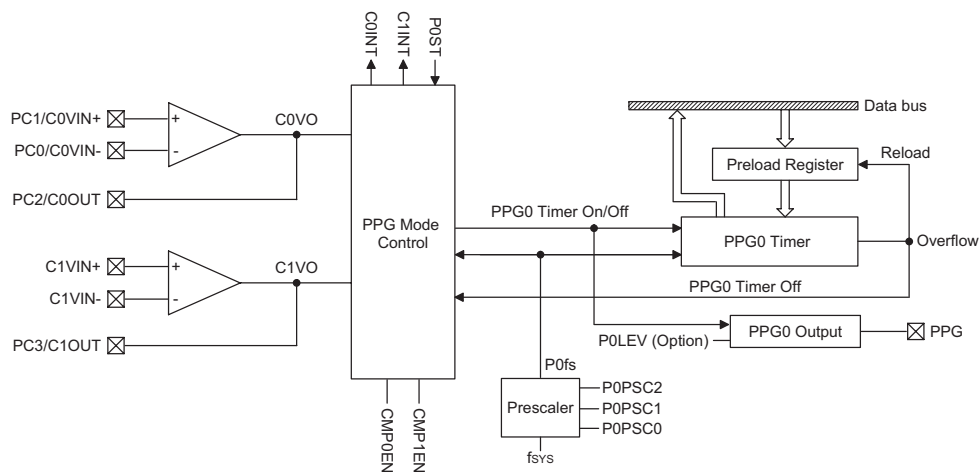 C0INT
C1INT
P0ST
PC1/C0VIN+
PC0/C0VIN-
PC2/C0OUT
+
-
C0VO
C1VIN+
C1VIN-
PC3/C1OUT
+
-
C1VO
PPG Mode
Control
CMP0EN
CMP1EN
Data bus
Preload Register
Reload
PPG0 Timer On/Off
PPG0 Timer
Overflow
PPG0 Timer Off
P0LEV (Option)
PPG0 Output
PPG
P0fs
Prescaler
P0PSC2
P0PSC1
P0PSC0
fSYS